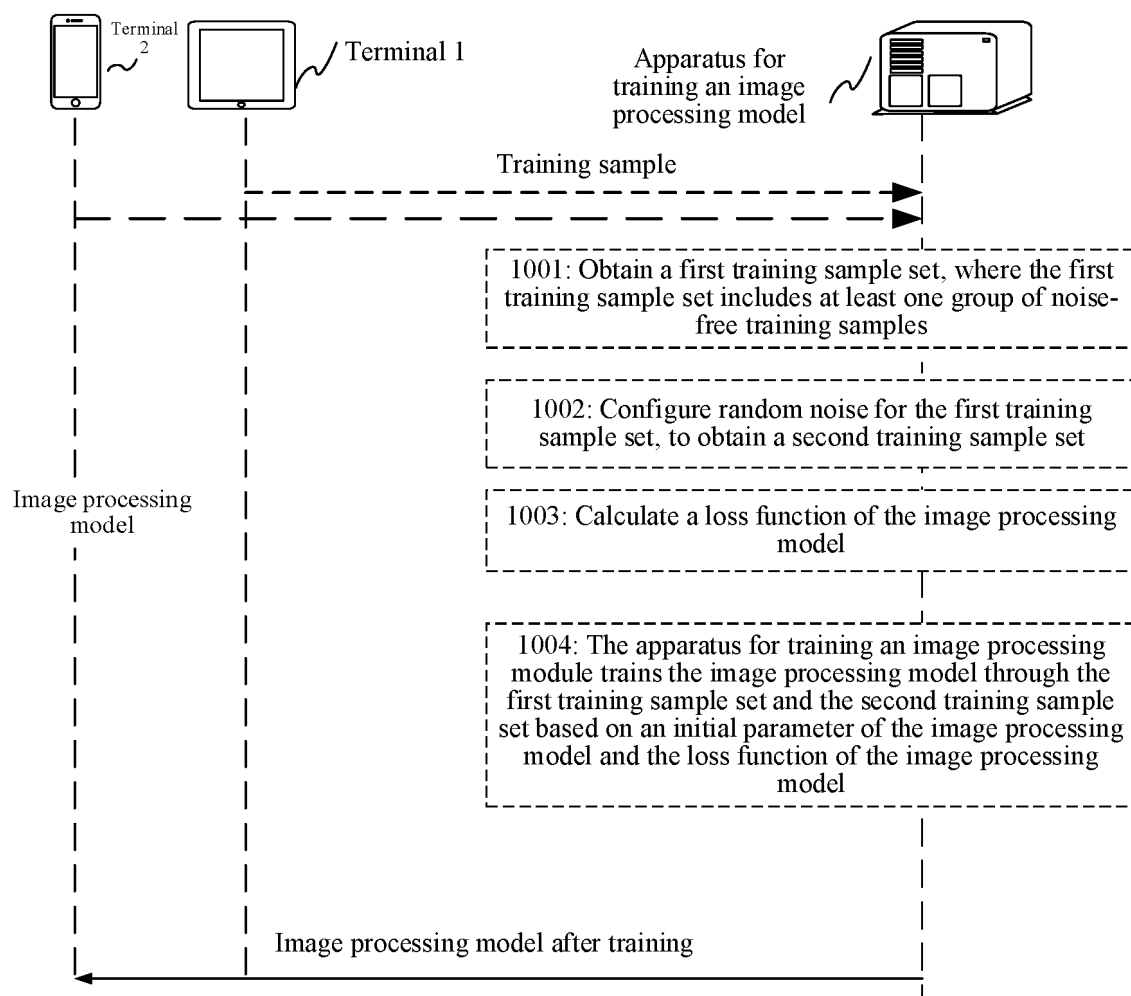 Terminal
2
Terminal 1
Apparatus for
training an image
processing model
Training sample
1001: Obtain a first training sample set, where the first
training sample set includes at least one group of noise-
free training samples
1002: Configure random noise for the first training
sample set, to obtain a second training sample set
Image processing
model
1003: Calculate a loss function of the image processing
model
1004: The apparatus for training an image processing
module trains the image processing model through the
first training sample set and the second training sample
set based on an initial parameter of the image processing
model and the loss function of the image processing
model
Image processing model after training